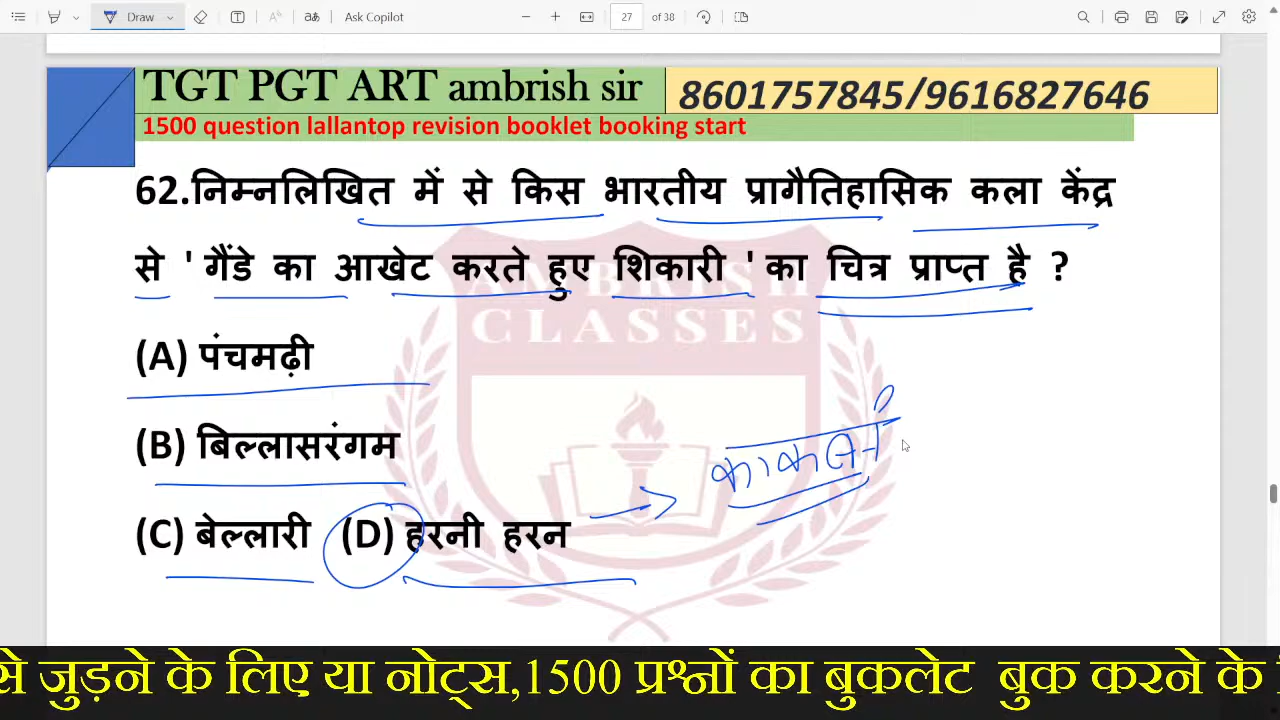 Draw
Ask Copilot
27 of 38
TGT PGT ART ambrish sir
8601757845/9616827646
1500 question lallantop revision booklet booking start
62.निम्नलिखित में से किस भारतीय प्रागैतिहासिक कला केंद्र
से ' गैंडे का आखेट करते हुए शिकारी ' का चित्र प्राप्त है ?
AMBRISH
CLASSES
(A) पंचमढ़ी
(B) बिल्लासरंगम
(C) बेल्लारी (D) हरनी हरन
से जुड़ने के लिए या नोट्स,1500 प्रश्नों का बुकलेट बुक करने के